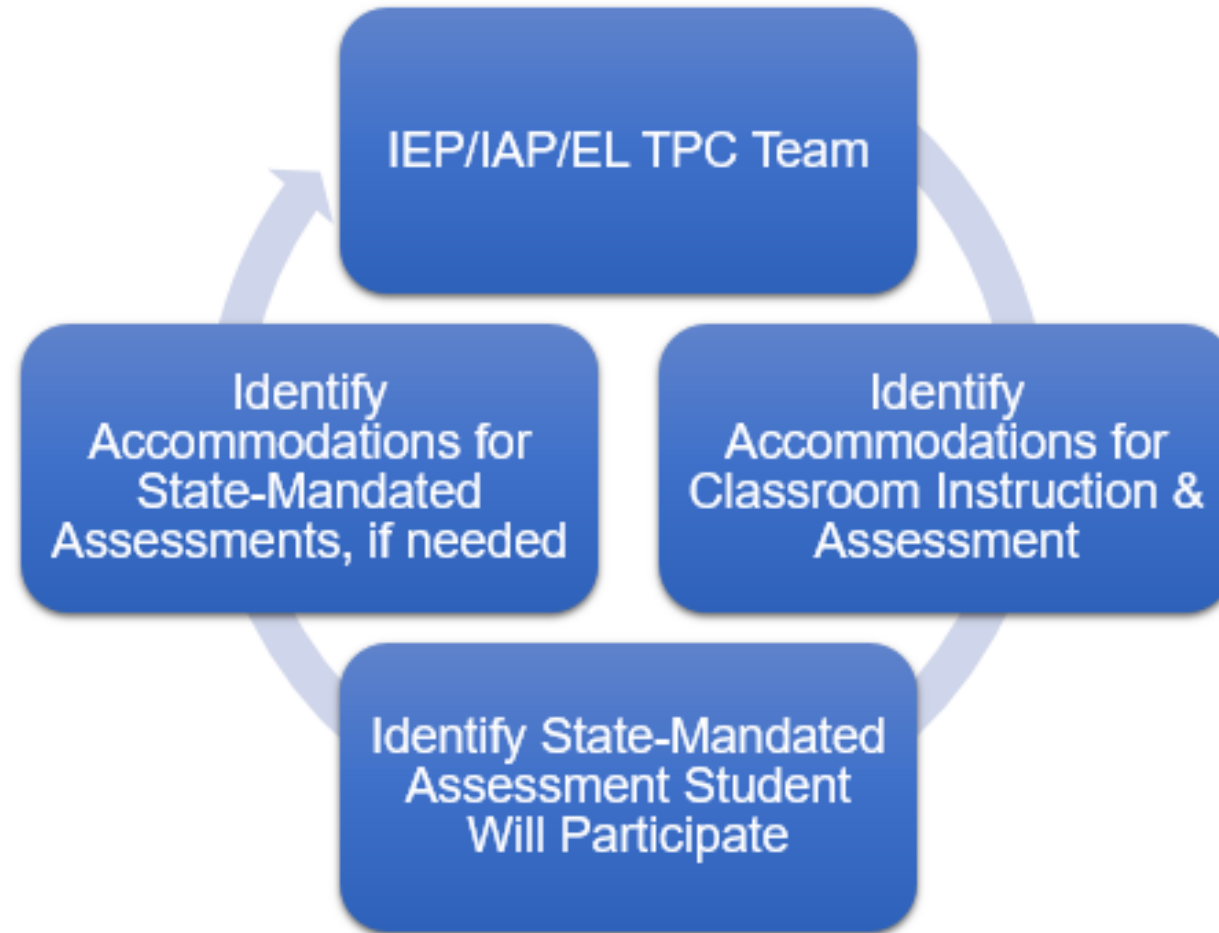 IEP/IAP/EL TPC Team
Identify
Accommodations for
State-Mandated
Assessments, if needed
Identify
Accommodations for
Classroom Instruction &
Assessment
Identify State-Mandated
Assessment Student
Will Participate